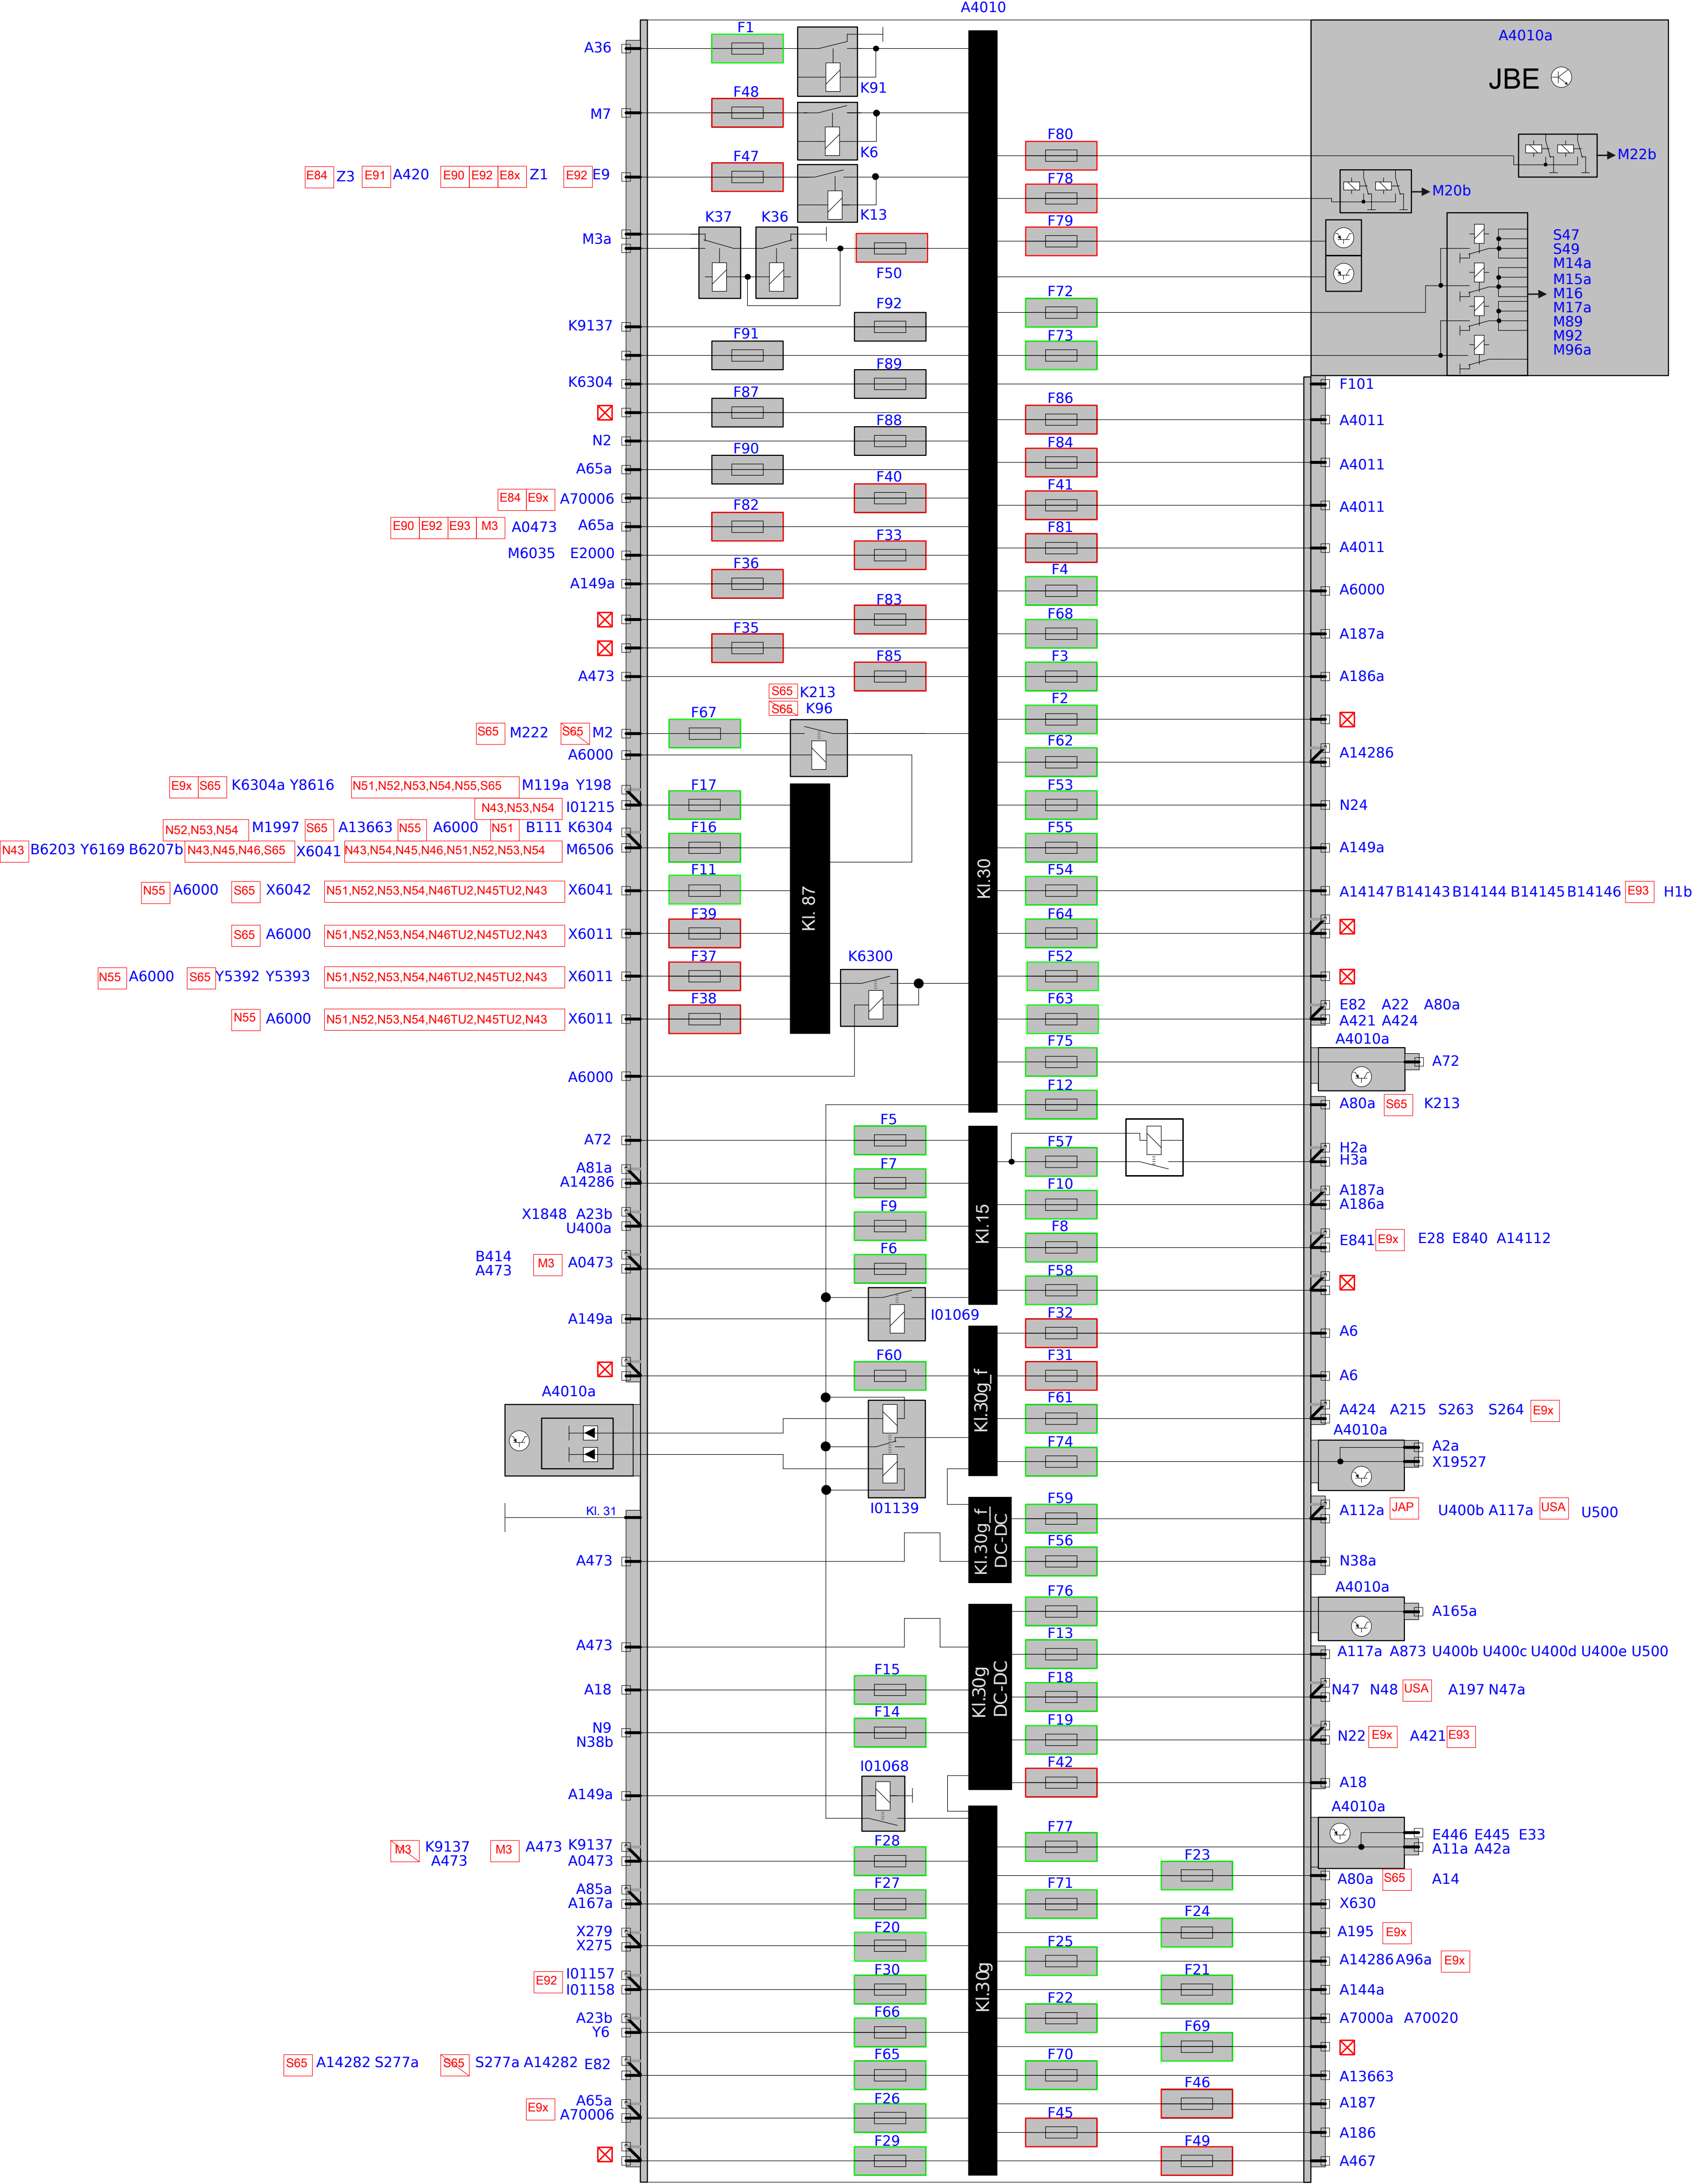 A4010
A36 F1 K91
A4010a
JBE
M7 F48 K6
F80 M22b
E84 Z3 E91 A420 E90 E92 E8x Z1 E92 E9 F47 K13
F78 M20b
K37 K36
M3a F50
F79
S47
S49
M14a
M15a
M16
M17a
M89
M92
M96a
F72
K9137 F92
F91 F73
K6304 F89 F101
F87 F86 A4011
N2 F88
F84 A4011
A65a F90
E84 E9x A70006 F40 F41 A4011
E90 E92 E93 M3 A0473 A65a F82
F81 A4011
M6035 E2000 F33
A149a F36 F4 A6000
F83 F68 A187a
F35
A473 F85 F3 A186a
S65 K213
S65 K96
F2
S65 M222 S65 M2 F67
A6000 F62 A14286
E9x S65 K6304a Y8616 N51,N52,N53,N54,N55,S65 M119a Y198
N43,N53,N54 I01215 F17 F53 N24
N52,N53,N54 M1997 S65 A13663 N55 A6000 N51 B111 K6304
N43 B6203 Y6169 B6207b N43,N45,N46,S65 X6041 N43,N54,N45,N46,N51,N52,N53,N54 M6506 F16 F55 A149a
Kl.30
Kl. 87
N55 A6000 S65 X6042 N51,N52,N53,N54,N46TU2,N45TU2,N43 X6041 F11 F54 A14147 B14143 B14144 B14145 B14146 E93 H1b
S65 A6000 N51,N52,N53,N54,N46TU2,N45TU2,N43 X6011 F39 F64
N55 A6000 S65 Y5392 Y5393 N51,N52,N53,N54,N46TU2,N45TU2,N43 X6011 F37 K6300 F52
N55 A6000 N51,N52,N53,N54,N46TU2,N45TU2,N43 X6011 F38 F63
E82 A22 A80a
A421 A424
A4010a
A6000 F75 A72
F12 A80a S65 K213
A72 F5
F57 H2a
H3a
A81a
A14286 F7
Kl.15
F10 A187a
A186a
X1848 A23b
U400a F9
F8 E841 E9x E28 E840 A14112
B414
A473 M3 A0473 F6
F58
A149a I01069
F32 A6
F60 F31 A6
Kl.30g_f
A4010a
F61 A424 A215 S263 S264 E9x
A4010a
F74 A2a
X19527
I01139
Kl. 31
F59 A112a JAP U400b A117a USA U500
Kl.30g_f
DC-DC
A473 F56 N38a
A4010a
F76 A165a
A473 F13 A117a A873 U400b U400c U400d U400e U500
Kl.30g
DC-DC
A18 F15 F18 N47 N48 USA A197 N47a
N9
N38b F14 F19 N22 E9x A421 E93
I01068
A149a F42 A18
A4010a
M3 K9137
A473 M3 A473 K9137
A0473 F28 F77 E446 E445 E33
A11a A42a
F23 A80a S65 A14
A85a
A167a F27 F71 X630
F24 A195 E9x
X279
X275 F20 F25 A14286 A96a E9x
Kl.30g
E92 I01157
I01158 F30 F21 A144a
A23b
Y6 F66 F22 A7000a A70020
F69
S65 A14282 S277a S65 S277a A14282 E82 F65 F70 A13663
E9x A65a
A70006 F26 F46 A187
F45 A186
F29 F49 A467